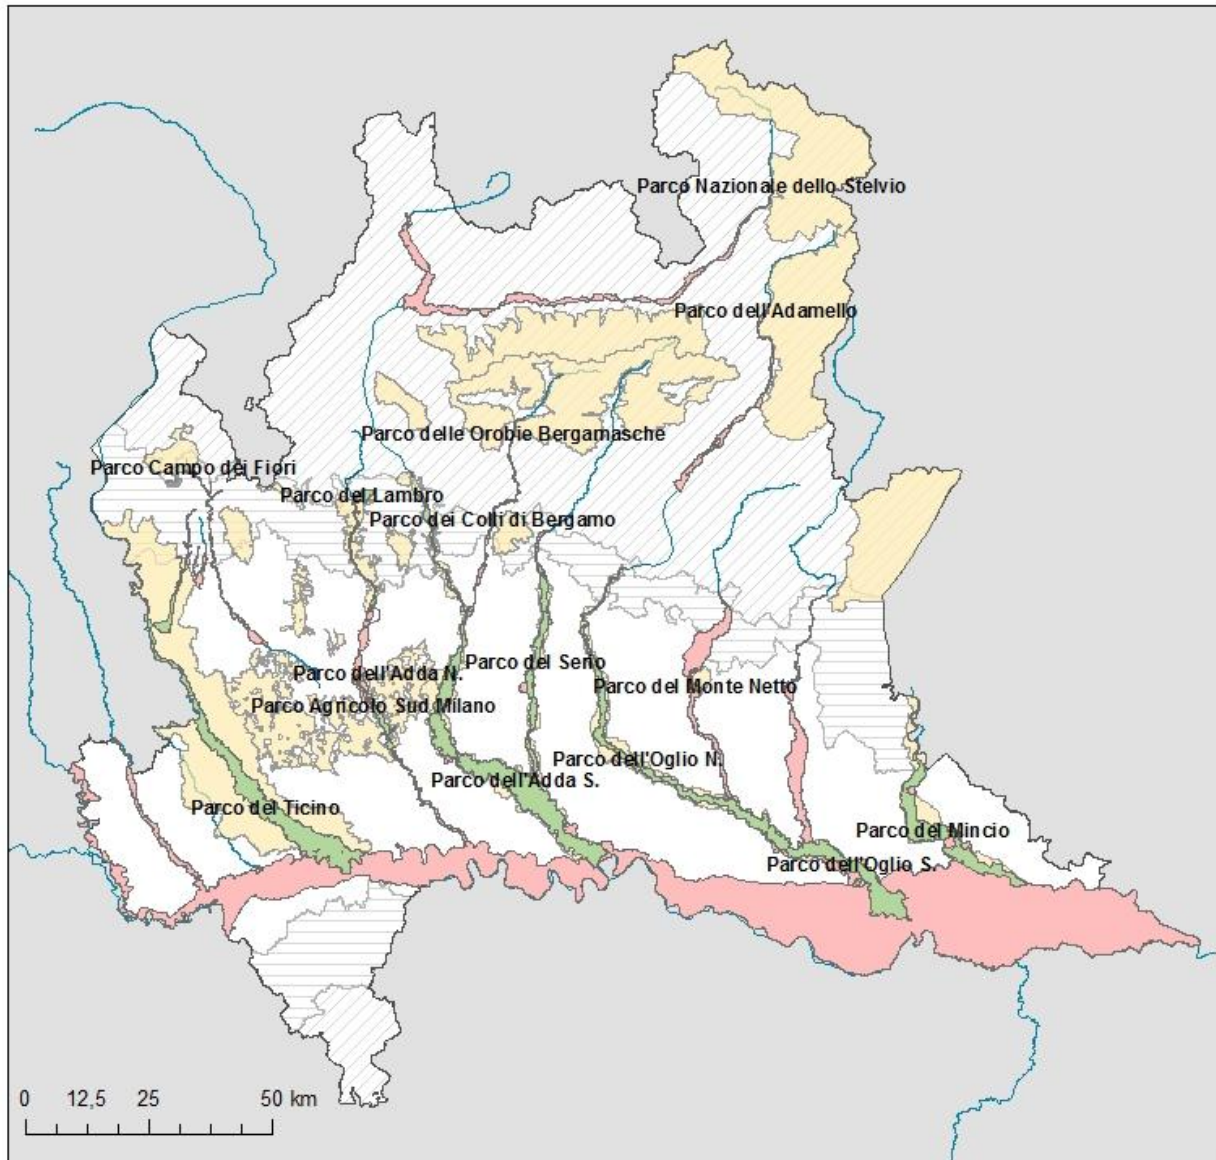 Parco Nazionale dello Stelvio
Parco dell'Adamello
Parco delle Orobie Bergamasche
Parco Campo dei Fiori
Parco del Lambro
Parco dei Colli di Bergamo
Parco dell'Adda N.
Parco del Serio
Parco del Monte Netto
Parco Agricolo Sud Milano
Parco dell'Oglio N.
Parco dell'Adda S.
Parco del Ticino
Parco del Mincio
Parco dell'Oglio S.
0 12,5 25 50 km